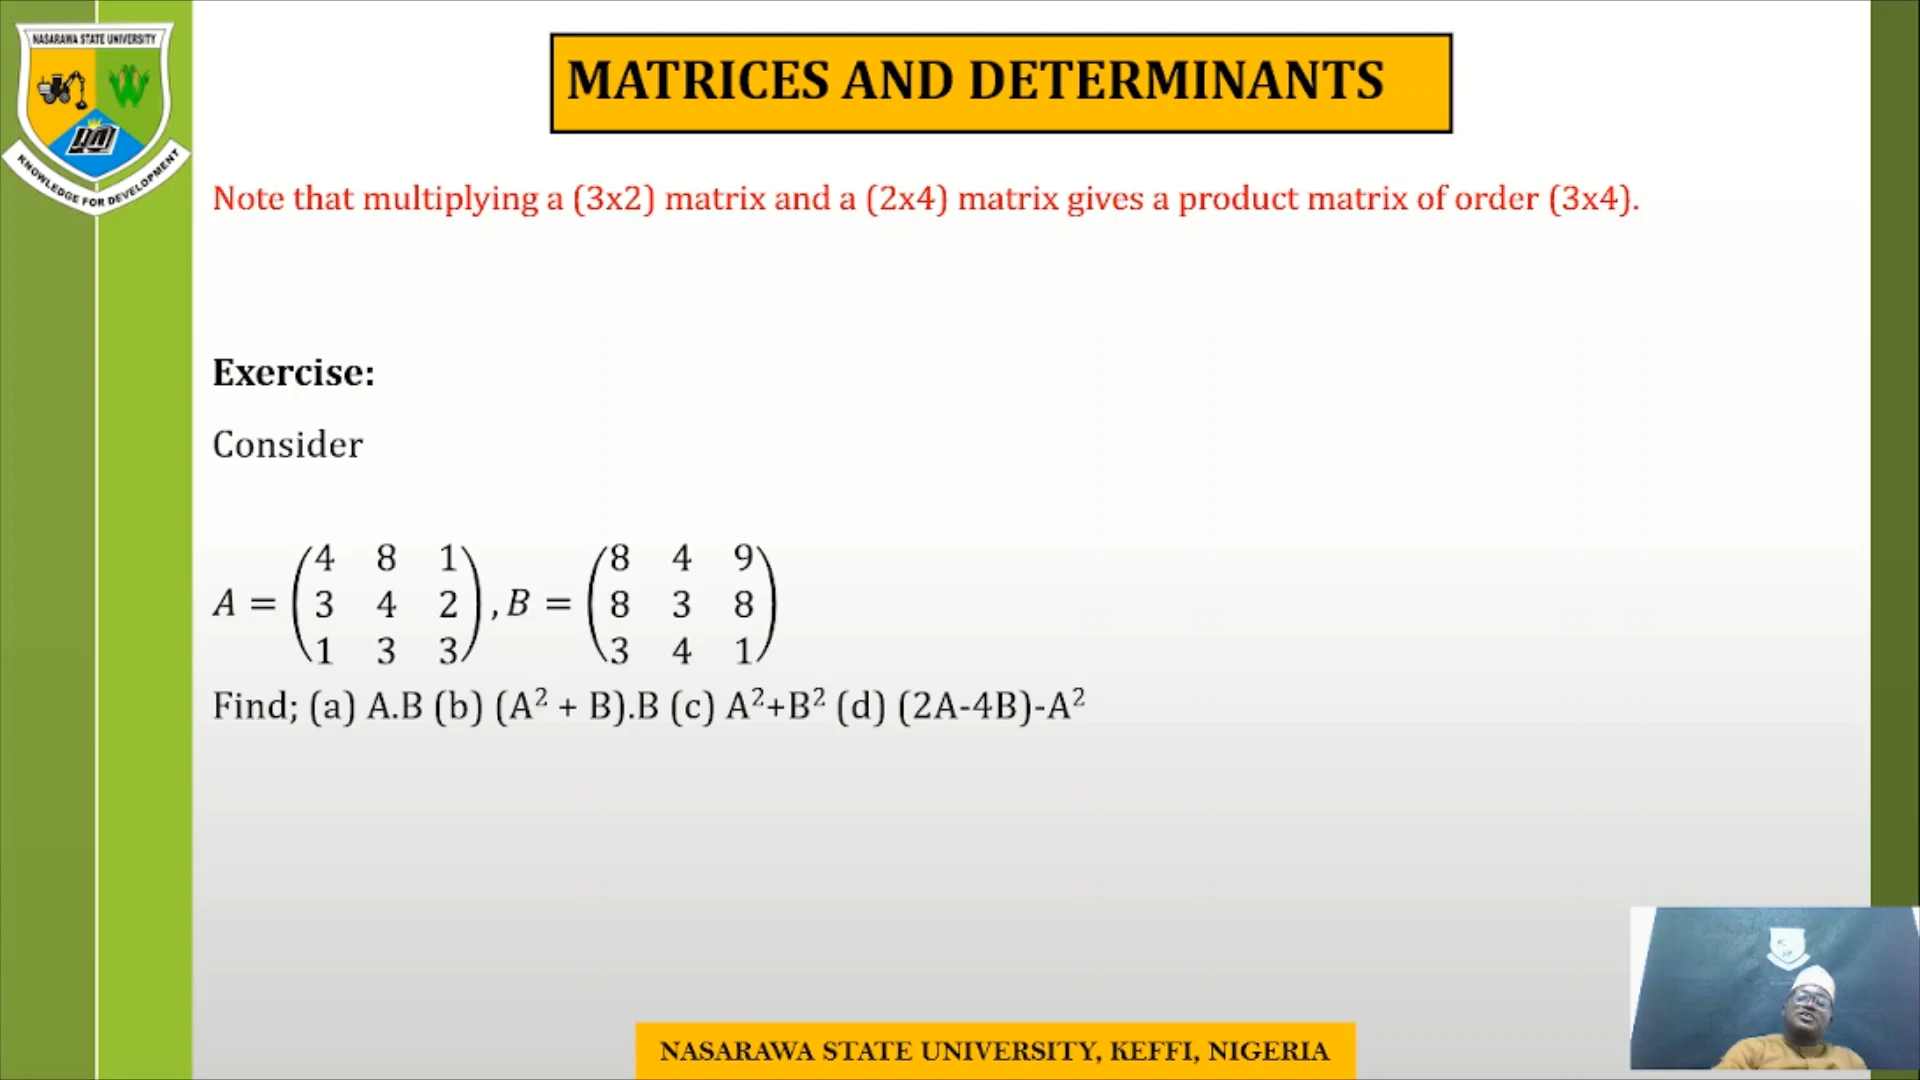 NASARAWA STATE UNIVERSITY
KNOWLEDGE FOR DEVELOPMENT
MATRICES AND DETERMINANTS
Note that multiplying a (3x2) matrix and a (2x4) matrix gives a product matrix of order (3x4).
Exercise:
Consider
A = (4 8 1; 3 4 2; 1 3 3), B = (8 4 9; 8 3 8; 3 4 1)
Find; (a) A.B (b) (A² + B).B (c) A²+B² (d) (2A-4B)-A²
NASARAWA STATE UNIVERSITY, KEFFI, NIGERIA